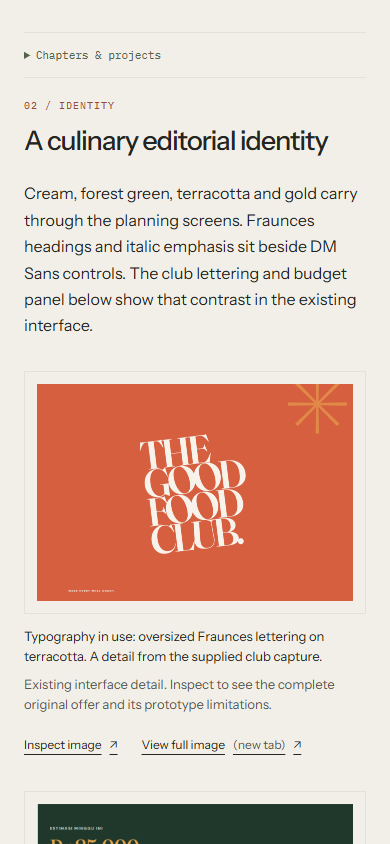 ▶ Chapters & projects
02 / IDENTITY
A culinary editorial identity
Cream, forest green, terracotta and gold carry
through the planning screens. Fraunces
headings and italic emphasis sit beside DM
Sans controls. The club lettering and budget
panel below show that contrast in the existing
interface.
THE
GOOD
FOOD
CLUB.
Typography in use: oversized Fraunces lettering on
terracotta. A detail from the supplied club capture.
Existing interface detail. Inspect to see the complete
original offer and its prototype limitations.
Inspect image ↗ View full image (new tab) ↗
ESTIMASI MINGGU INI